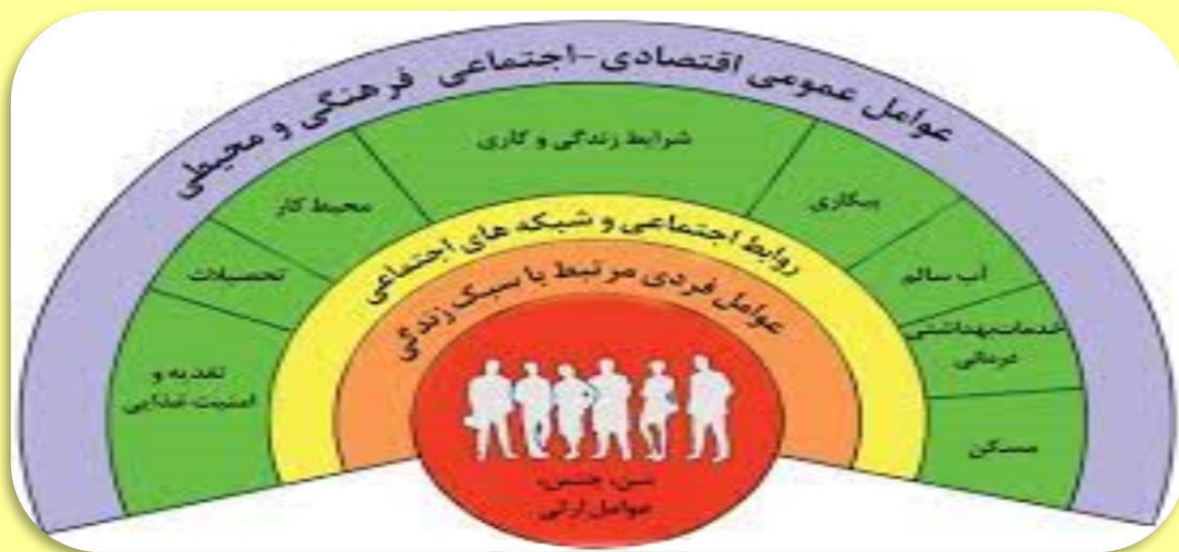 عوامل عمومی اقتصادی-اجتماعی فرهنگی و محیطی
شرایط زندگی و کاری
بیکاری
محیط کار
آب سالم
تحصیلات
خدمات بهداشتی
درمانی
تغذیه و
امنیت غذایی
مسکن
روابط اجتماعی و شبکه های اجتماعی
عوامل فردی مرتبط با سبک زندگی
سن، جنس،
عوامل ارثی